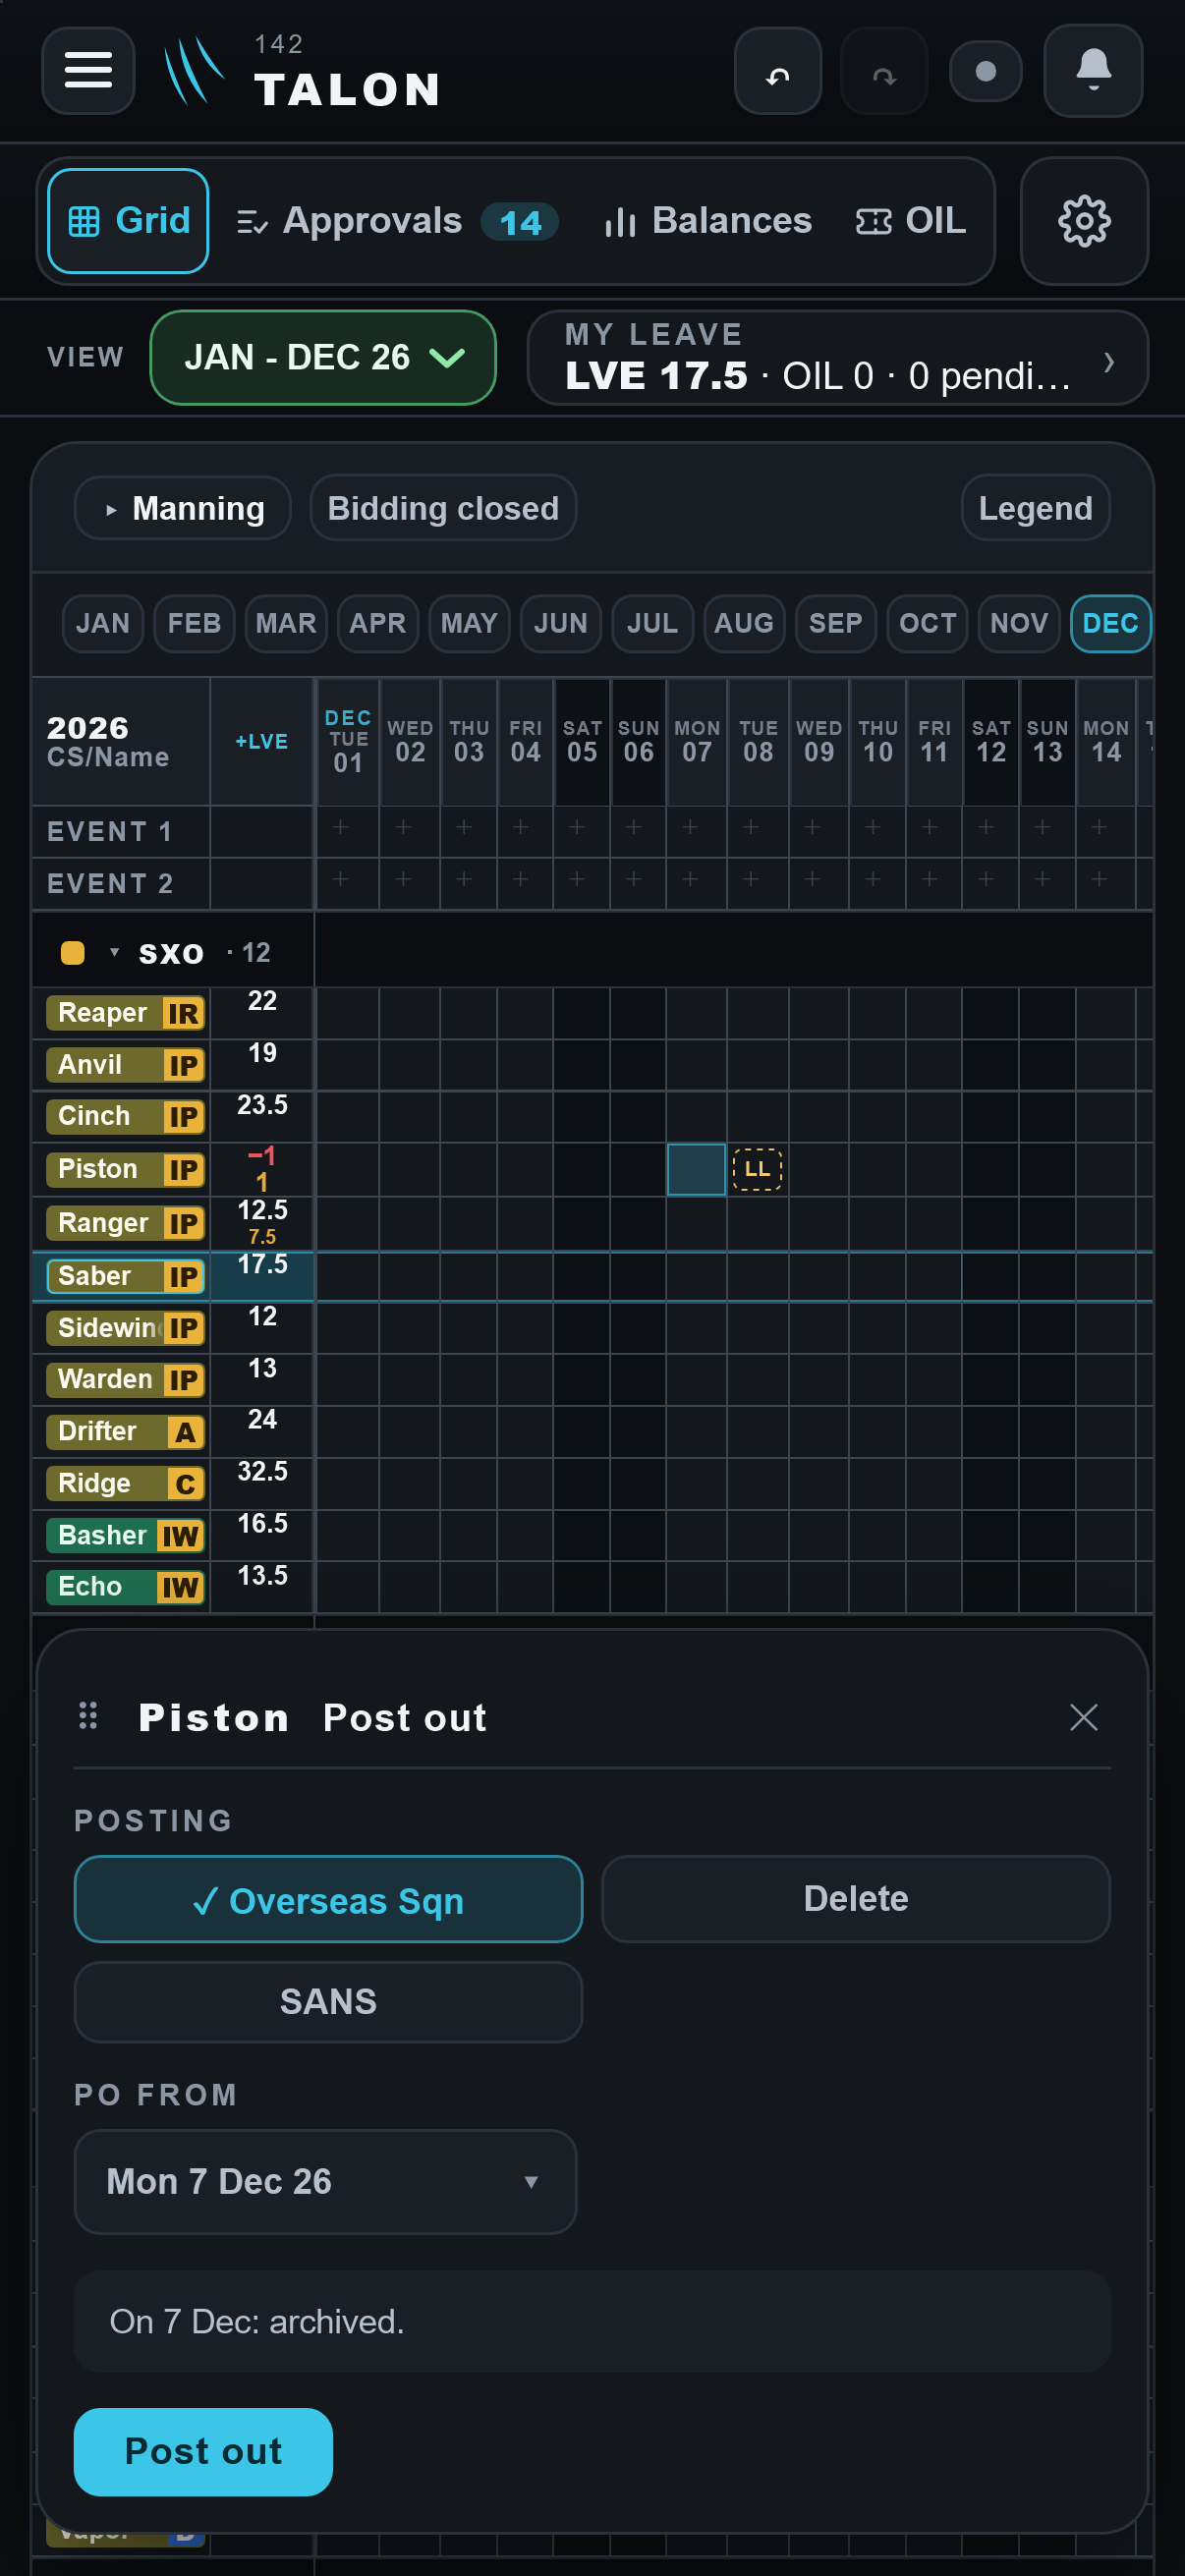 142
TALON
Grid
Approvals 14
Balances
OIL
VIEW
JAN - DEC 26
MY LEAVE
LVE 17.5 · OIL 0 · 0 pendi...
Manning
Bidding closed
Legend
JAN FEB MAR APR MAY JUN JUL AUG SEP OCT NOV DEC
2026
CS/Name
+LVE
DEC TUE 01
WED 02
THU 03
FRI 04
SAT 05
SUN 06
MON 07
TUE 08
WED 09
THU 10
FRI 11
SAT 12
SUN 13
MON 14
EVENT 1 + + + + + + + + + + + + + +
EVENT 2 + + + + + + + + + + + + + +
sxo · 12
Reaper IR 22
Anvil IP 19
Cinch IP 23.5
Piston IP −1 1 LL
Ranger IP 12.5 7.5
Saber IP 17.5
Sidewin IP 12
Warden IP 13
Drifter A 24
Ridge C 32.5
Basher IW 16.5
Echo IW 13.5
Piston Post out
POSTING
✓ Overseas Sqn
Delete
SANS
PO FROM
Mon 7 Dec 26
On 7 Dec: archived.
Post out